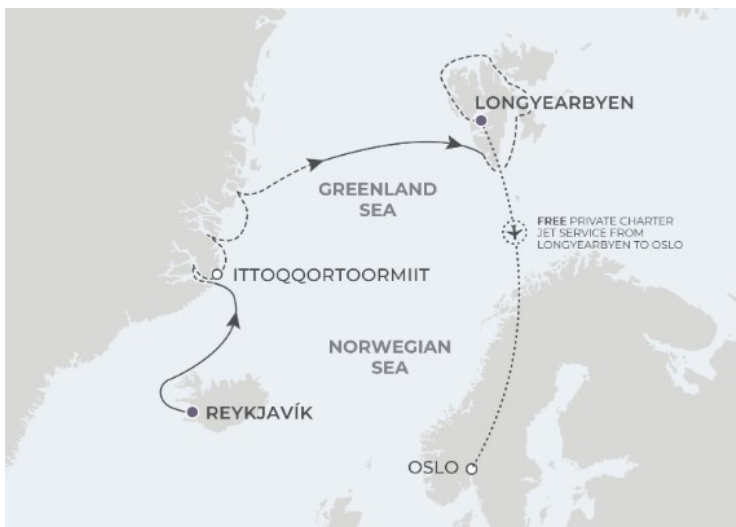 LONGYEARBYEN
GREENLAND
SEA
FREE PRIVATE CHARTER
JET SERVICE FROM
LONGYEARBYEN TO OSLO
ITTOQQORTOORMIIT
NORWEGIAN
SEA
REYKJAVÍK
OSLO